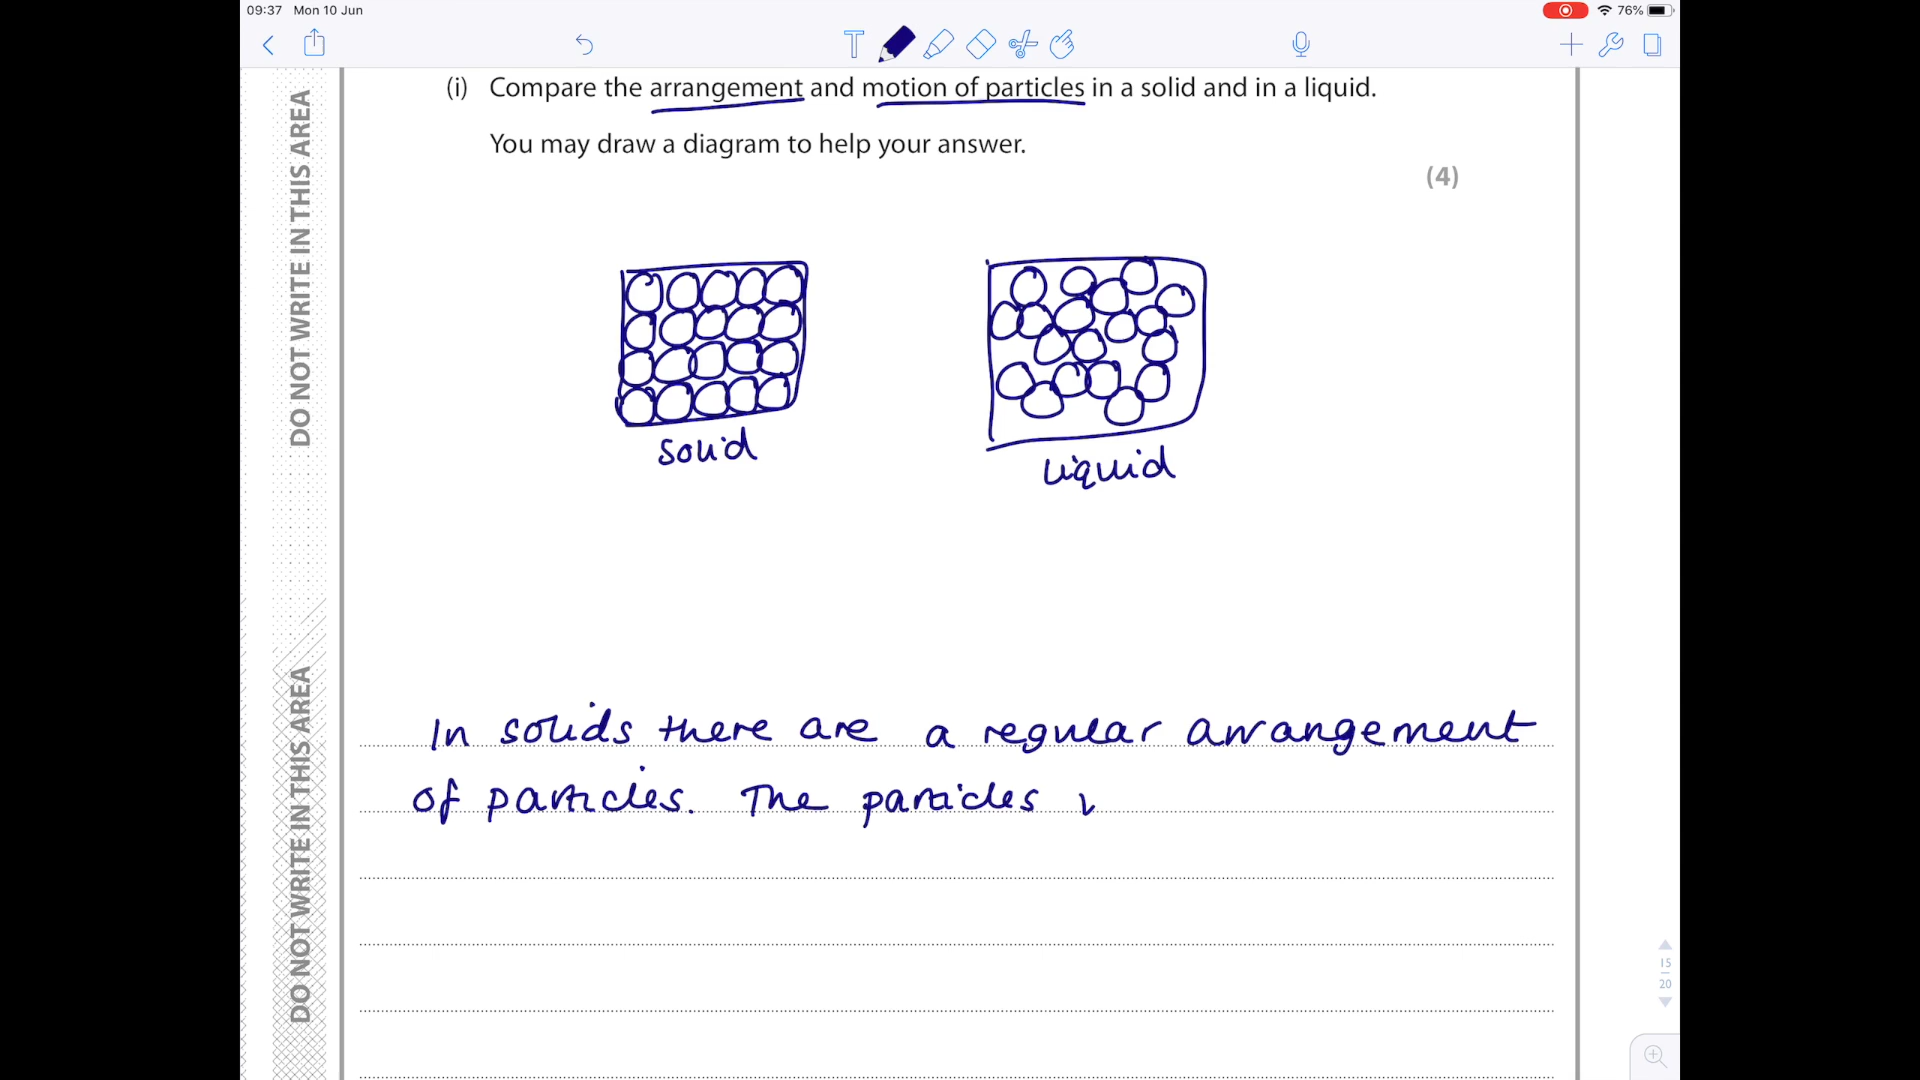 09:37 Mon 10 Jun
76%
T
(i) Compare the arrangement and motion of particles in a solid and in a liquid.
You may draw a diagram to help your answer.
(4)
solid
liquid
In solids there are a regular arrangement
of particles. The particles v
DO NOT WRITE IN THIS AREA
DO NOT WRITE IN THIS AREA
15
20